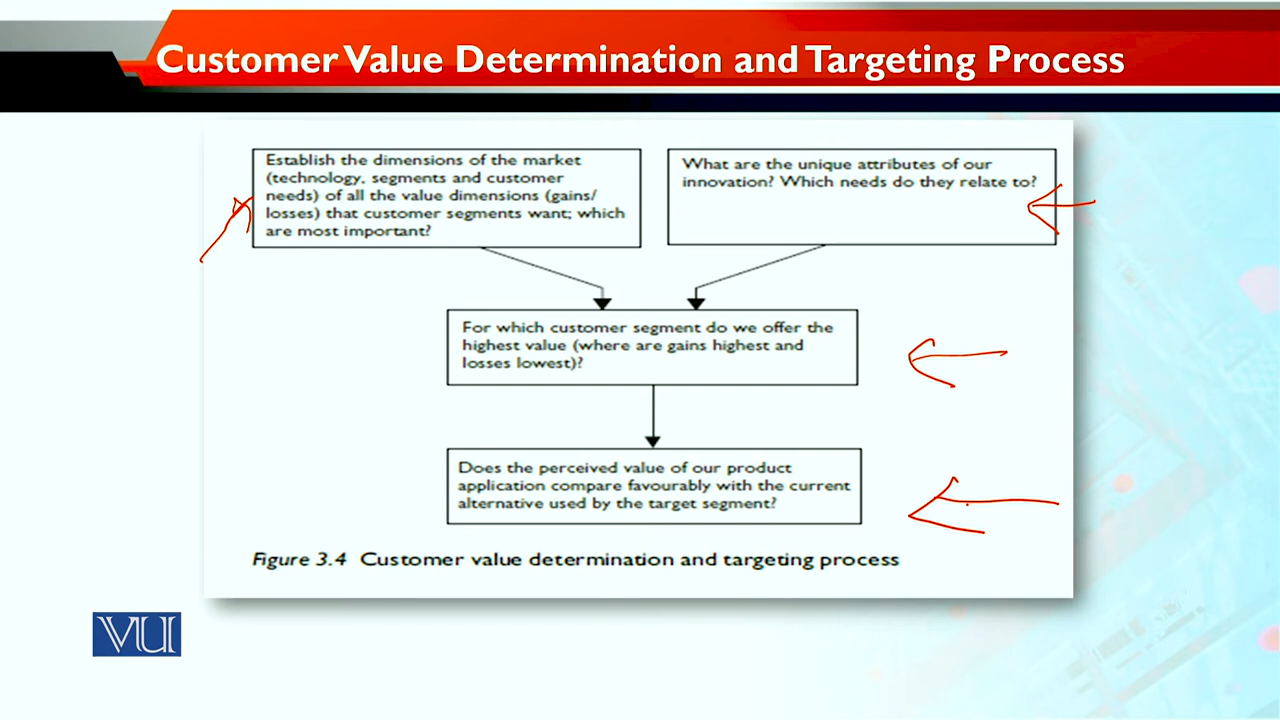 Customer Value Determination and Targeting Process
Establish the dimensions of the market
(technology, segments and customer
needs) of all the value dimensions (gains/
losses) that customer segments want; which
are most important?
What are the unique attributes of our
innovation? Which needs do they relate to?
For which customer segment do we offer the
highest value (where are gains highest and
losses lowest)?
Does the perceived value of our product
application compare favourably with the current
alternative used by the target segment?
Figure 3.4 Customer value determination and targeting process
VU